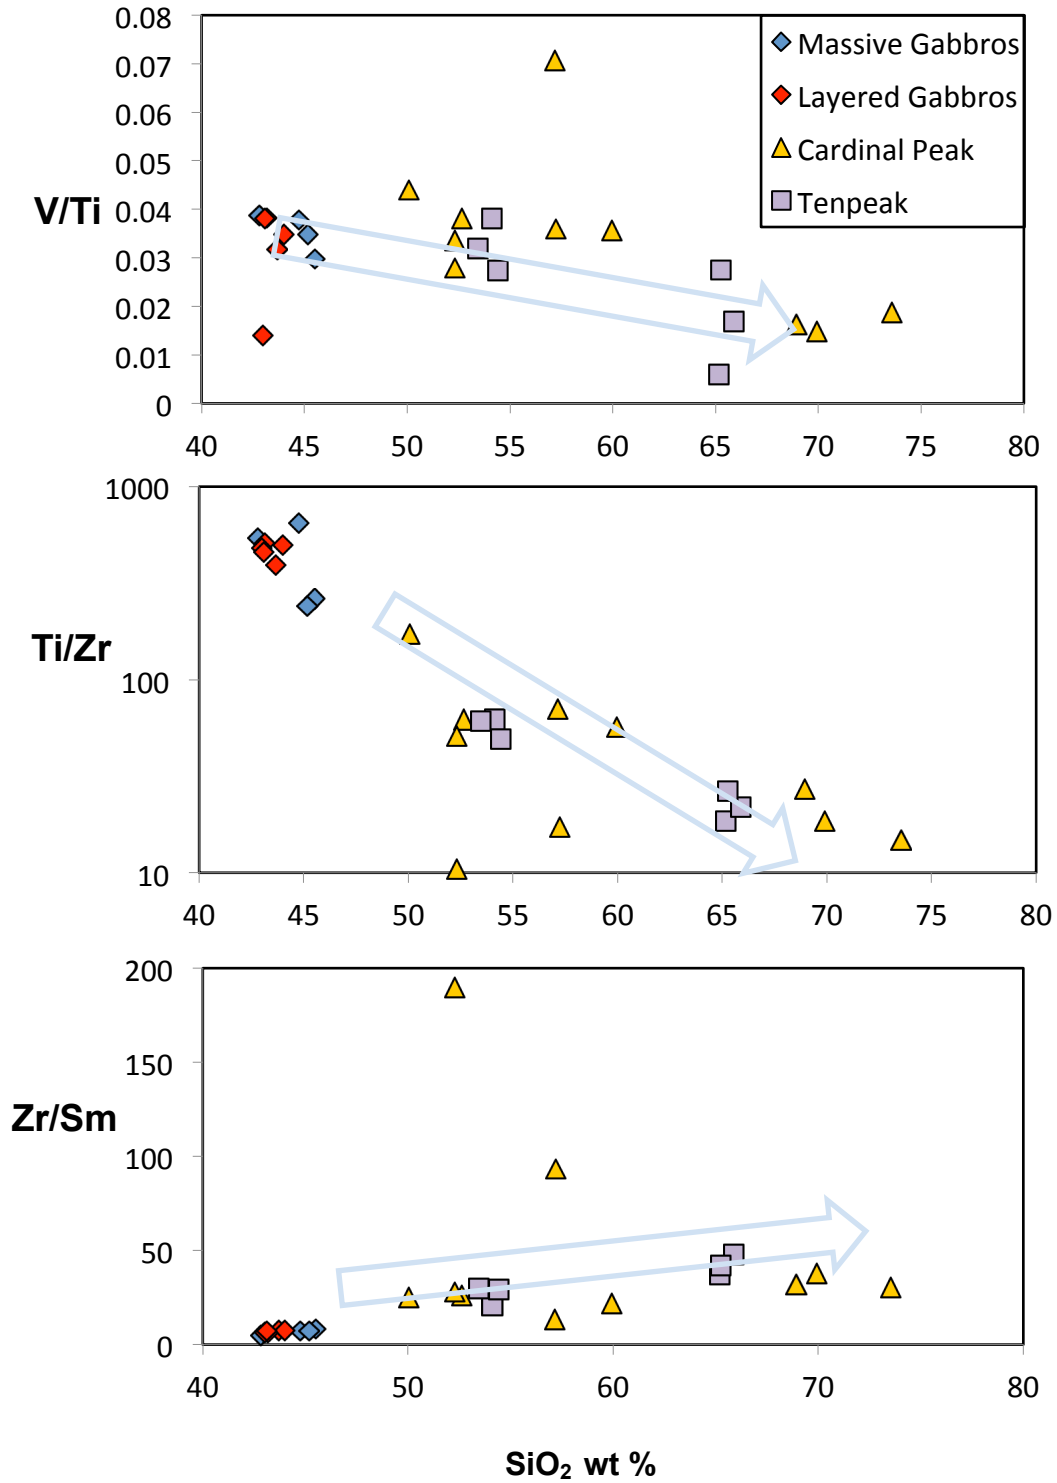 0.08
0.07
0.06
0.05
0.04
0.03
0.02
0.01
0
V/Ti
Massive Gabbros
Layered Gabbros
Cardinal Peak
Tenpeak
40 45 50 55 60 65 70 75 80
1000
100
10
Ti/Zr
40 45 50 55 60 65 70 75 80
200
150
100
50
0
Zr/Sm
40 50 60 70 80
SiO₂ wt %